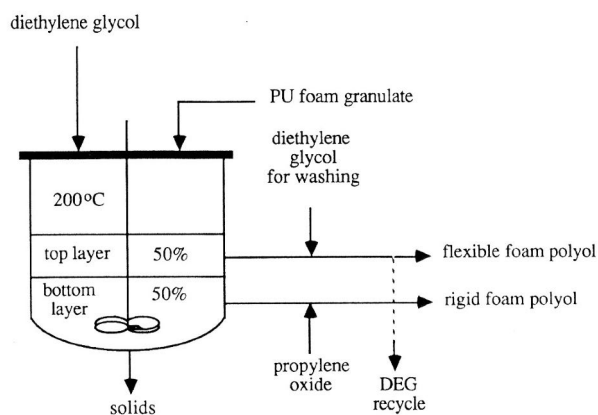 diethylene glycol
PU foam granulate
diethylene
glycol
for washing
200°C
top layer 50%
flexible foam polyol
bottom
layer
50%
rigid foam polyol
propylene
oxide
DEG
recycle
solids